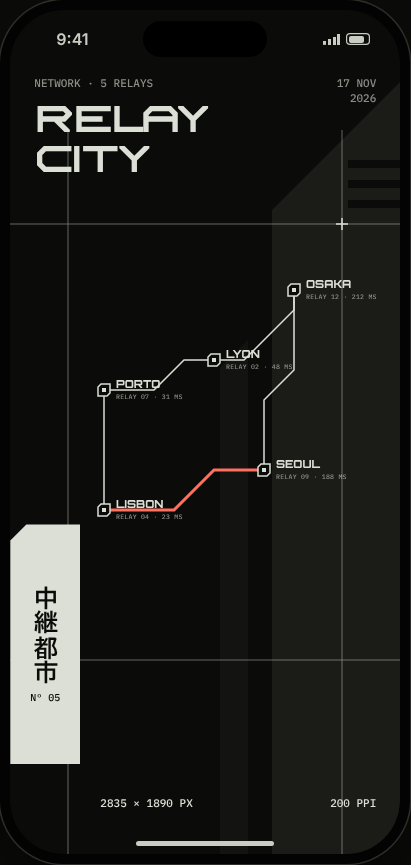 9:41
NETWORK · 5 RELAYS
17 NOV
2026
RELAY
CITY
OSAKA
RELAY 12 · 212 MS
LYON
RELAY 02 · 48 MS
PORTO
RELAY 07 · 31 MS
SEOUL
RELAY 09 · 188 MS
LISBON
RELAY 04 · 23 MS
中継都市
Nº 05
2835 × 1890 PX
200 PPI